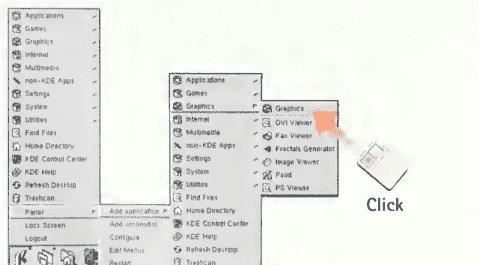 Applications
Games
Graphics
Internet
Multimedia
non-KDE Apps
Settings
System
Utilities
Find Files
Home Directory
KDE Control Center
KDE Help
Refresh Desktop
Trashcan
Panel
Lock Screen
Logout
Add application
Add windowlist
Configure
Edit Menus
Restart
Applications
Games
Graphics
Internet
Multimedia
non-KDE Apps
Settings
System
Utilities
Find Files
Home Directory
KDE Control Center
KDE Help
Refresh Desktop
Trashcan
Graphics
DVI Viewer
Fax Viewer
Fractals Generator
Image Viewer
Paint
PS Viewer
Click